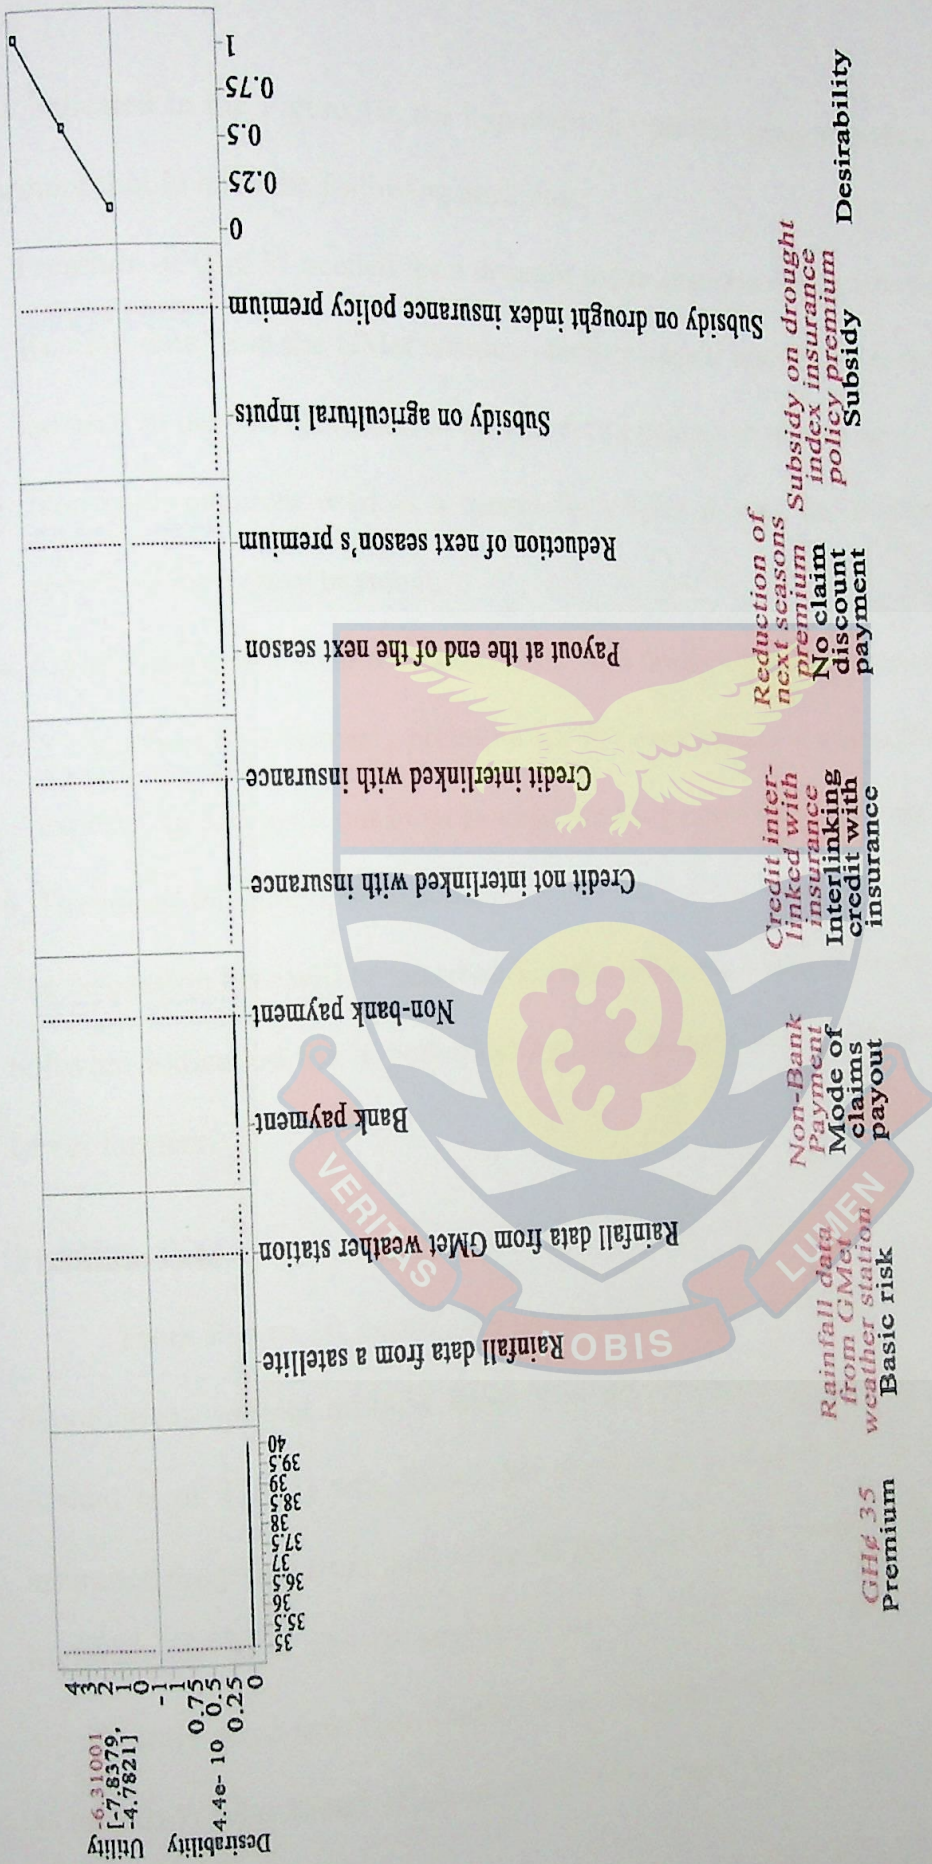 Utility
-6.31001
[-7.8379,
-4.7821]
4
3
2
1
0
-1
Desirability
4.4e- 10
1
0.75
0.5
0.25
0
35
35.5
36
36.5
37
37.5
38
38.5
39
39.5
40
Rainfall data from a satellite
Rainfall data from GMet weather station
Bank payment
Non-bank payment
Credit not interlinked with insurance
Credit interlinked with insurance
Payout at the end of the next season
Reduction of next season's premium
Subsidy on agricultural inputs
Subsidy on drought index insurance policy premium
0
0.25
0.5
0.75
1
GH¢ 35
Premium
Rainfall data
from GMet
weather station
Basic risk
Non-Bank
Payment
Mode of
claims
payout
Credit inter-
linked with
insurance
Interlinking
credit with
insurance
Reduction of
next seasons
premium
No claim
discount
payment
Subsidy on drought
index insurance
policy premium
Subsidy
Desirability
VERITAS
NOBIS
LUMEN